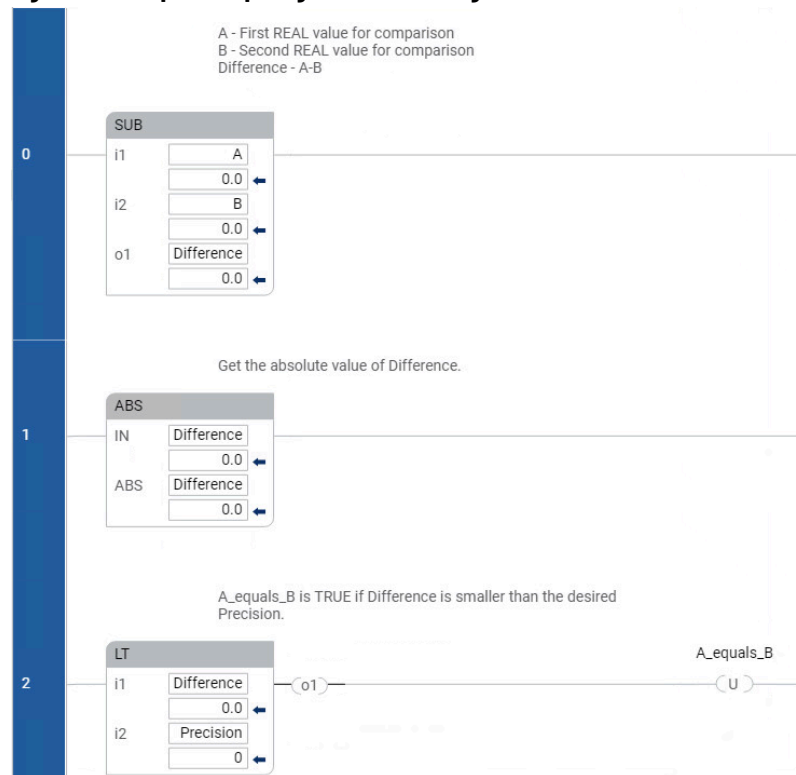 A - First REAL value for comparison
B - Second REAL value for comparison
Difference - A-B
SUB
0
i1 A
0.0
i2 B
0.0
o1 Difference
0.0
Get the absolute value of Difference.
ABS
1
IN Difference
0.0
ABS Difference
0.0
A_equals_B is TRUE if Difference is smaller than the desired
Precision.
LT
A_equals_B
2
i1 Difference (o1) (U)
0.0
i2 Precision
0